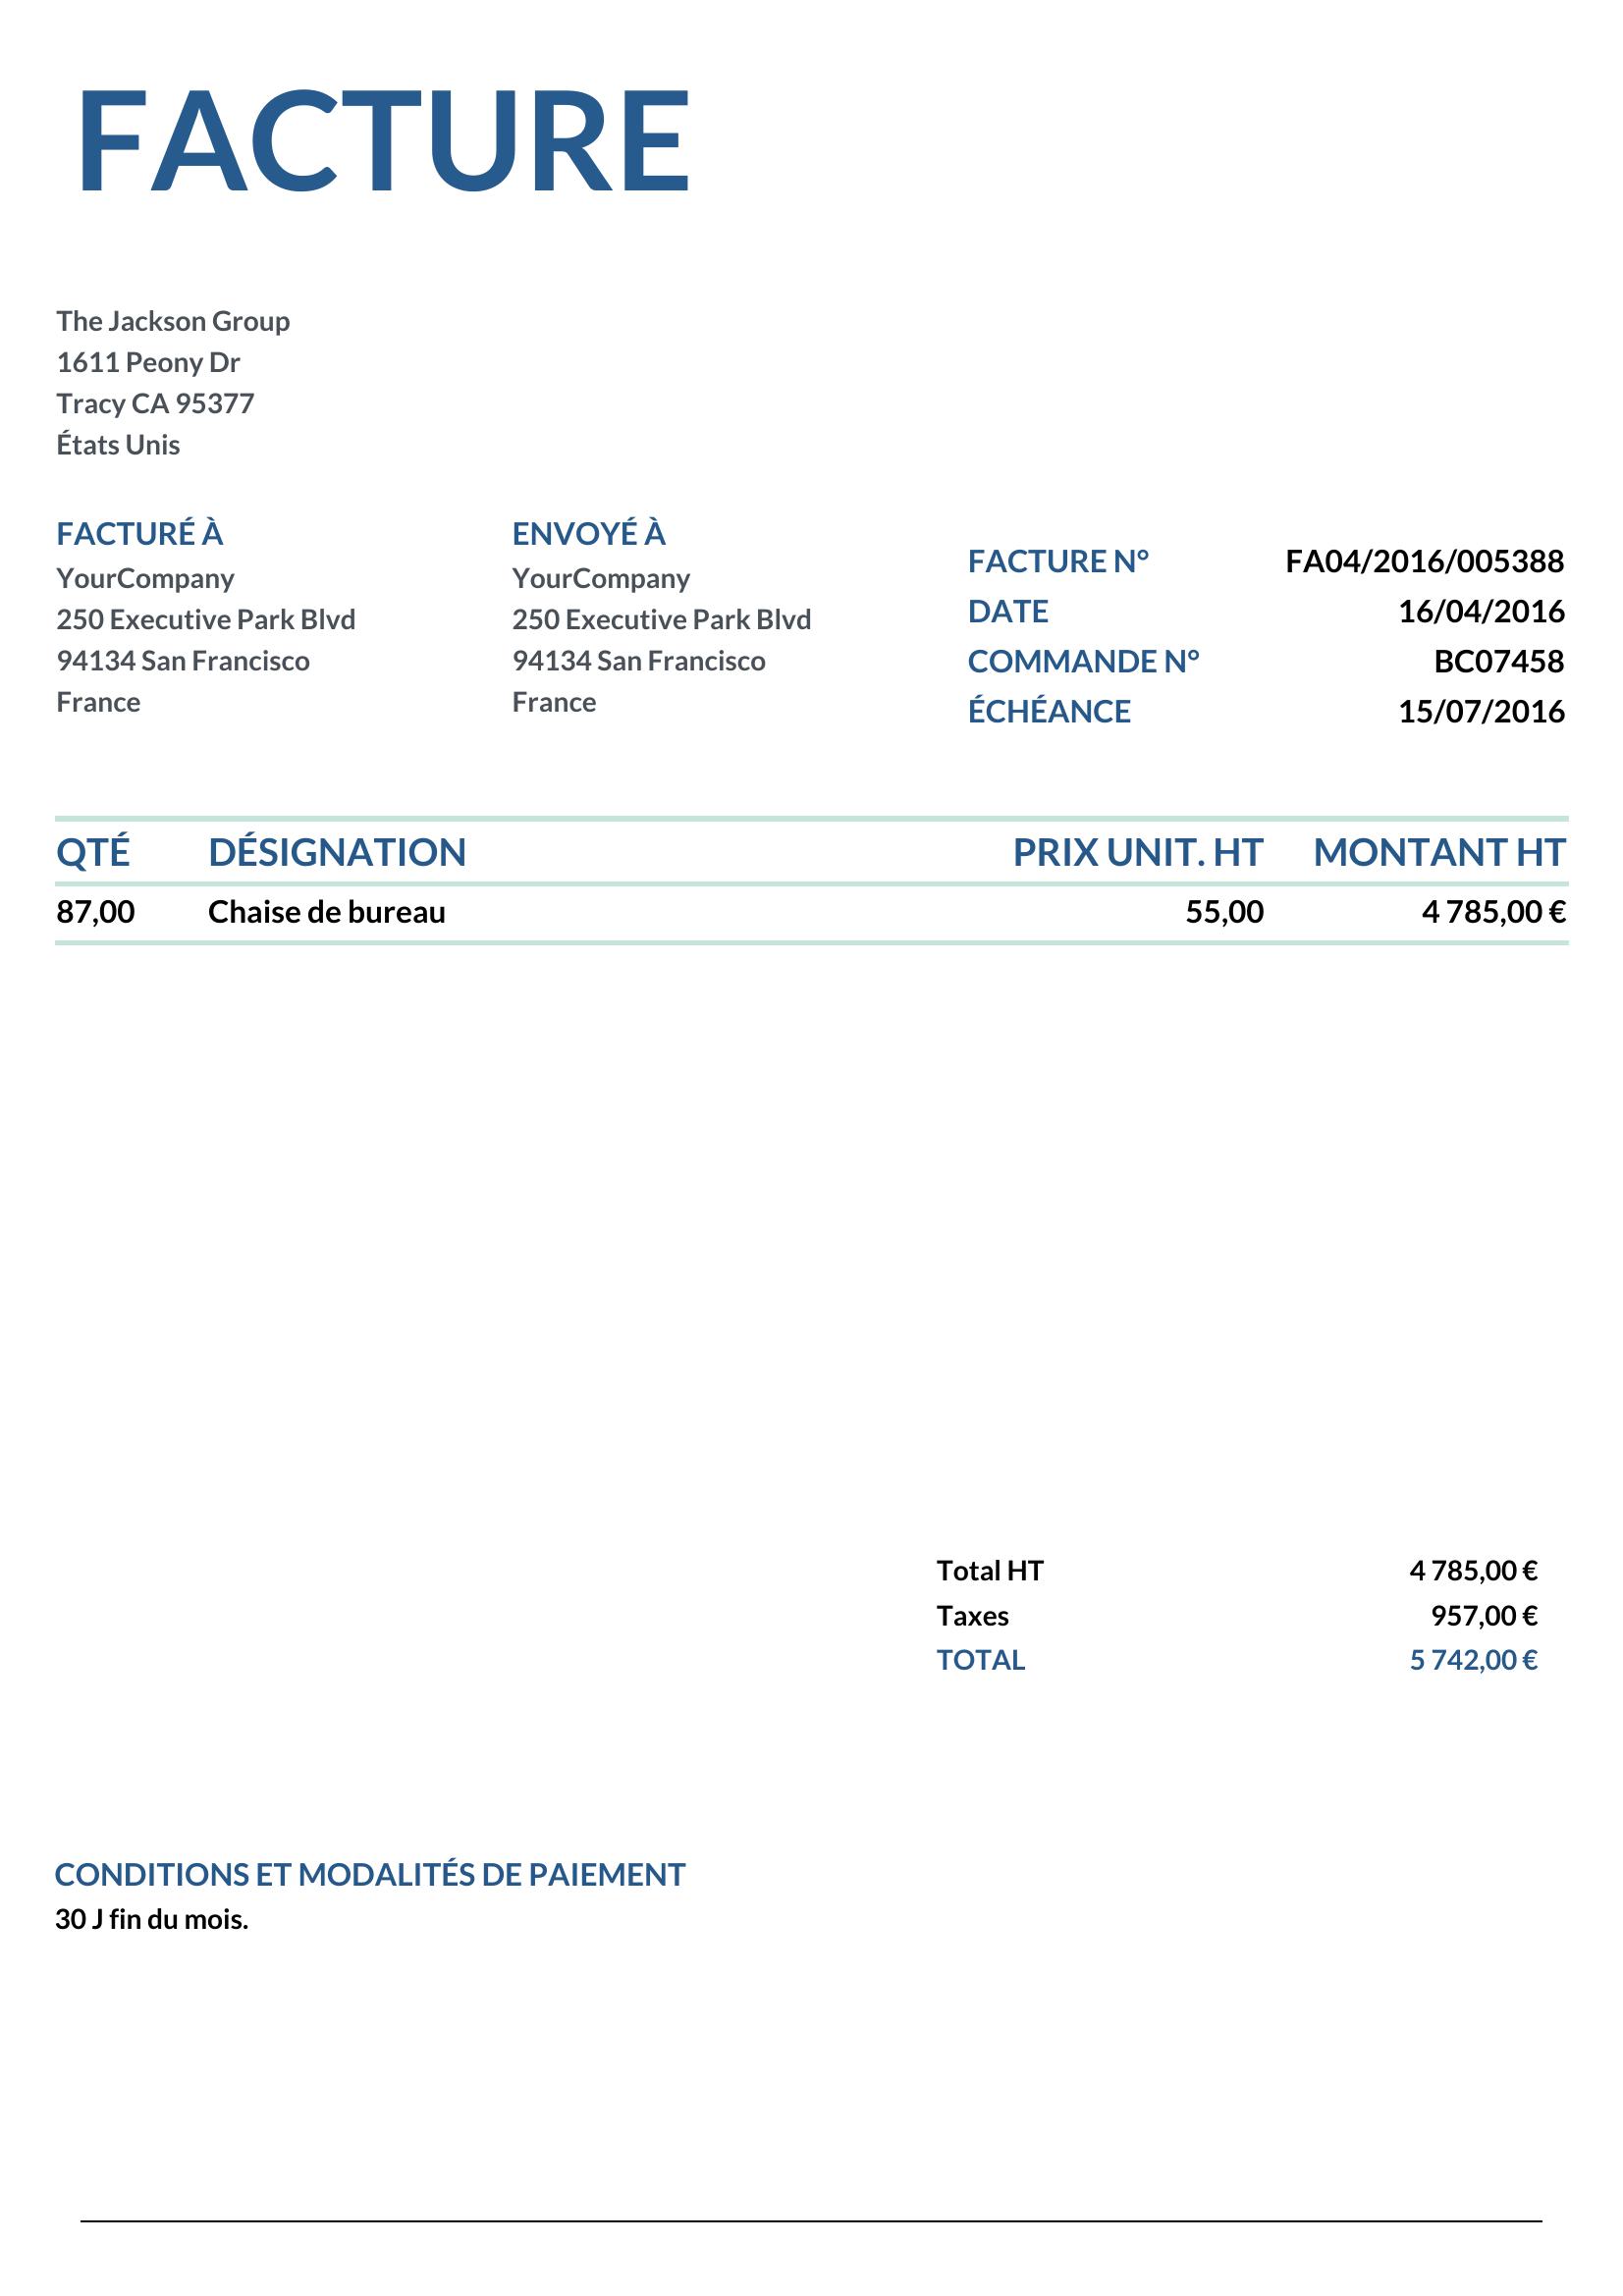 FACTURE
The Jackson Group
1611 Peony Dr
Tracy CA 95377
États Unis
FACTURÉ À
YourCompany
250 Executive Park Blvd
94134 San Francisco
France
ENVOYÉ À
YourCompany
250 Executive Park Blvd
94134 San Francisco
France
FACTURE N° FA04/2016/005388
DATE 16/04/2016
COMMANDE N° BC07458
ÉCHÉANCE 15/07/2016
QTÉ DÉSIGNATION PRIX UNIT. HT MONTANT HT
87,00 Chaise de bureau 55,00 4 785,00 €
Total HT 4 785,00 €
Taxes 957,00 €
TOTAL 5 742,00 €
CONDITIONS ET MODALITÉS DE PAIEMENT
30 J fin du mois.